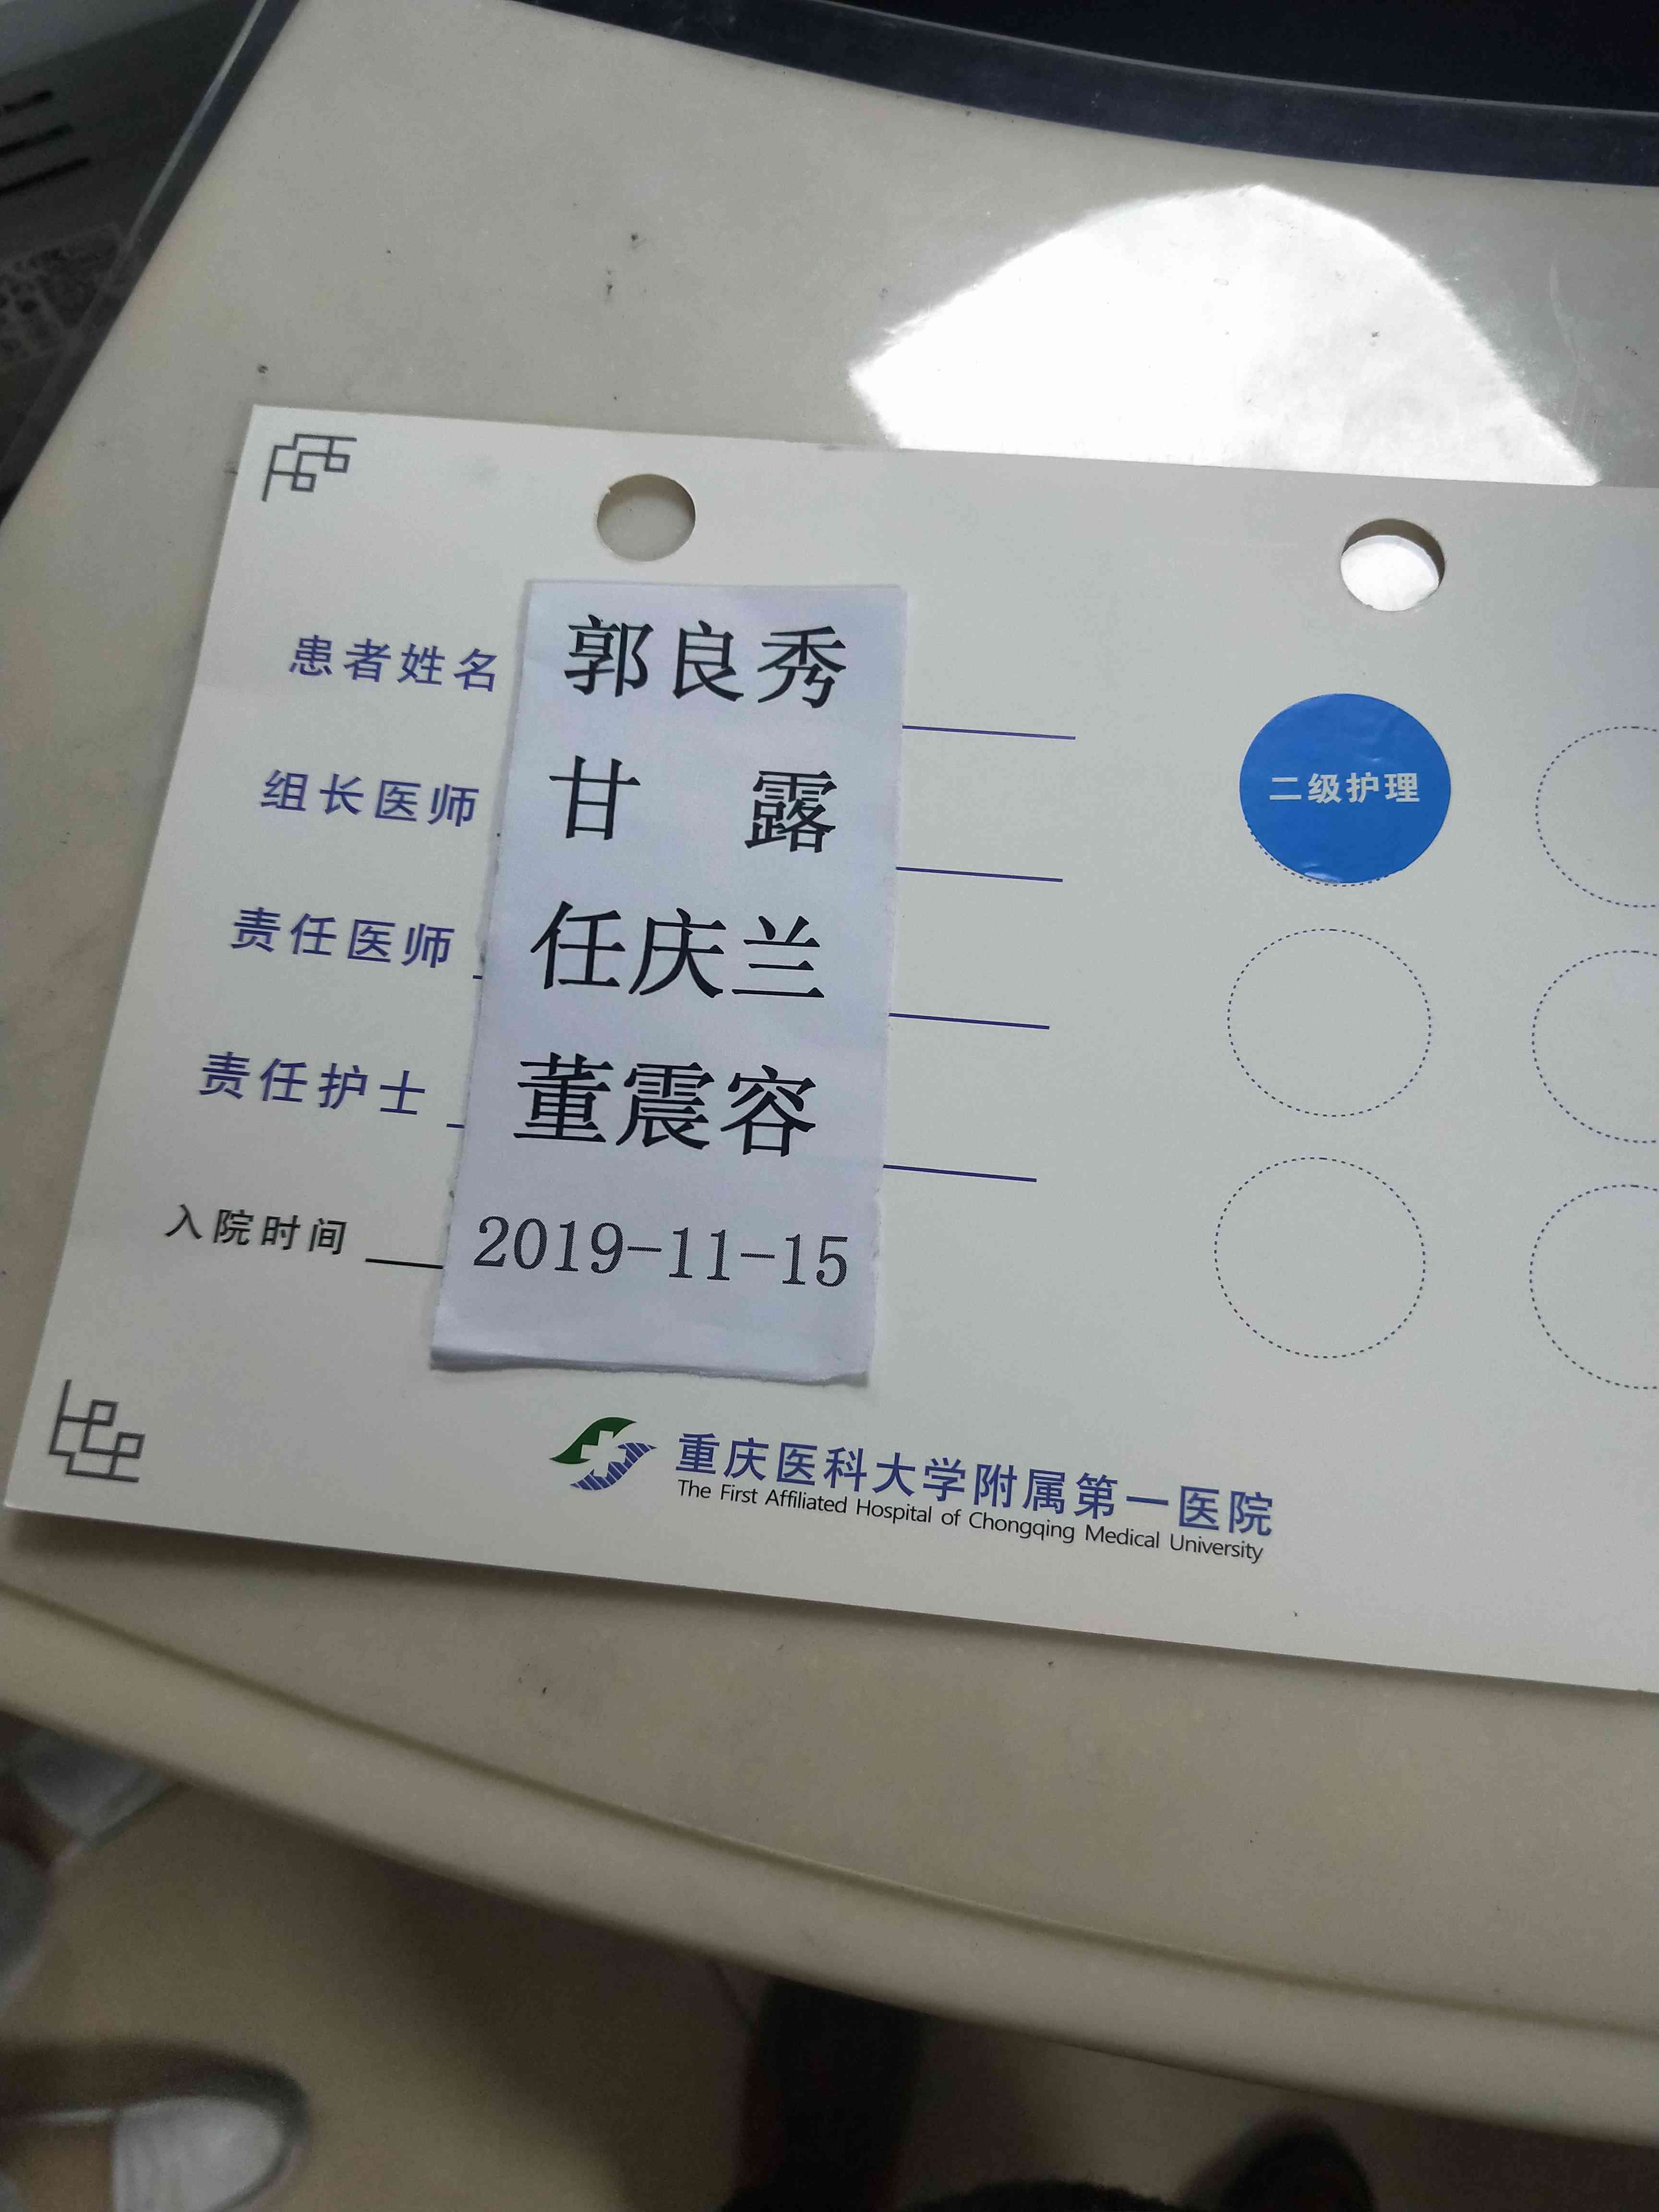 患者姓名 郭良秀
组长医师 甘 露
二级护理
责任医师 任庆兰
责任护士 董震容
入院时间 2019-11-15
重庆医科大学附属第一医院
The First Affiliated Hospital of Chongqing Medical University